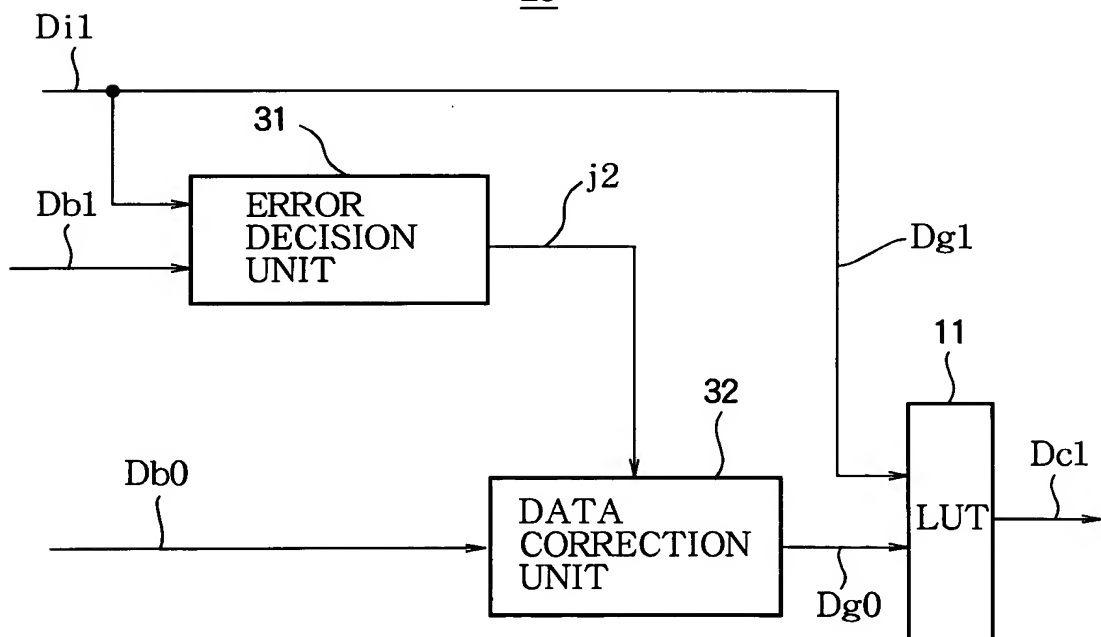 Di1
31
ERROR
DECISION
UNIT
j2
Db1
Dg1
11
32
Db0
DATA
CORRECTION
UNIT
LUT
Dc1
Dg0